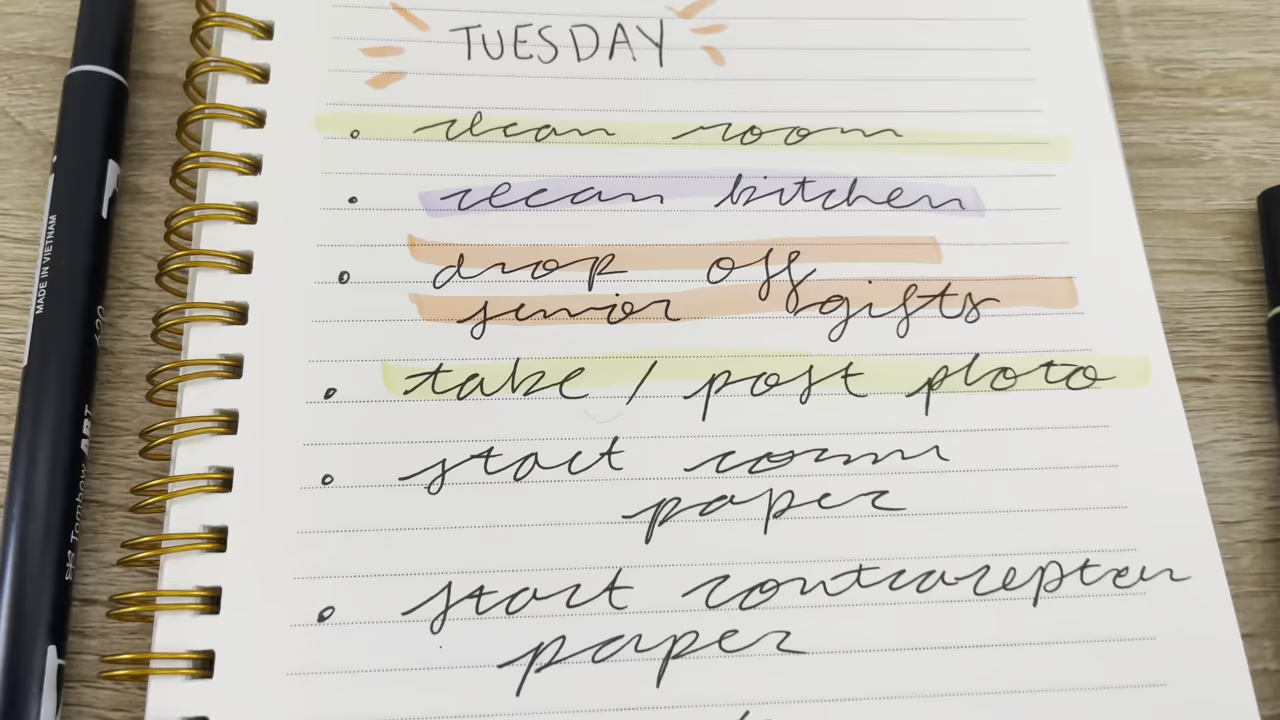 TUESDAY
• clean room
• clean kitchen
• drop off
senior gifts
• take / post photo
• start comm
paper
• start
paper
MADE IN VIETNAM
Tombow ABT